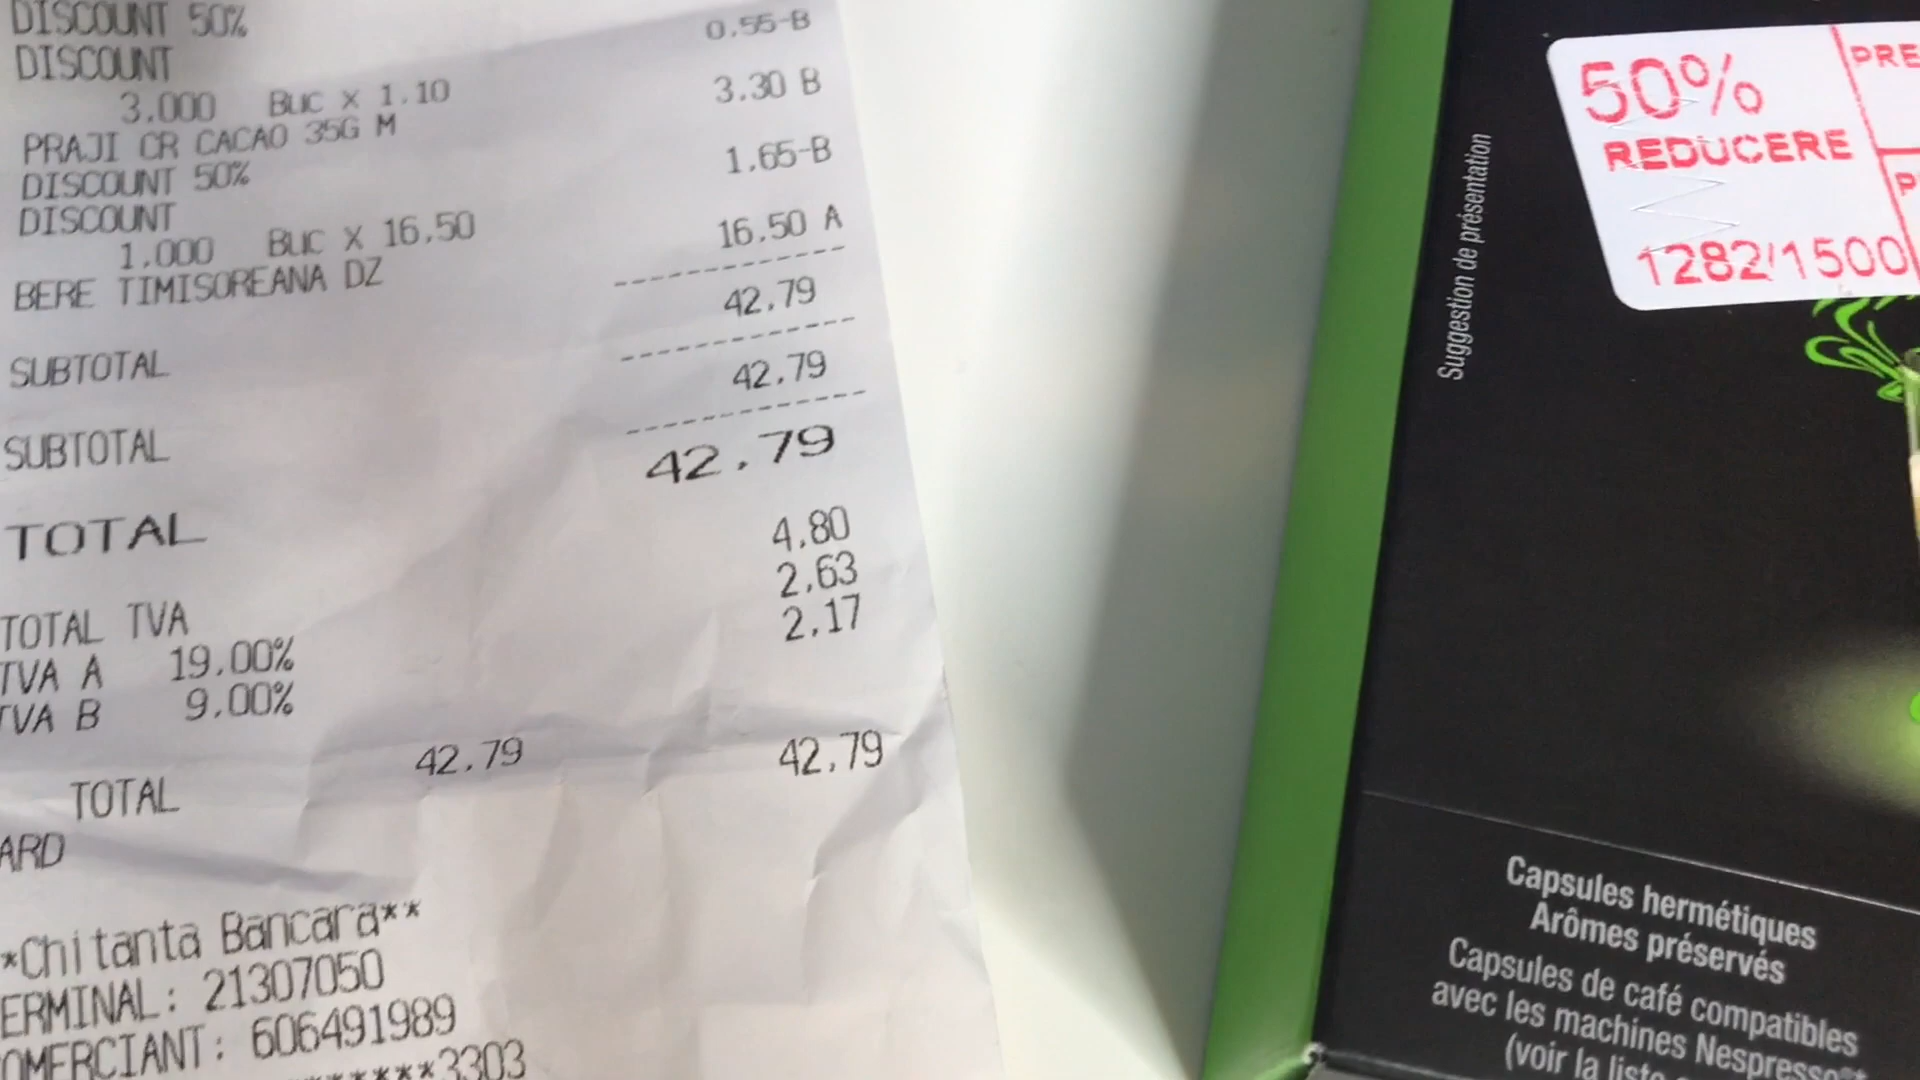 DISCOUNT 50%
DISCOUNT 0.55-B
3.000 Buc x 1.10
PRAJI CR CACAO 35G M 3.30 B
DISCOUNT 50%
DISCOUNT 1.65-B
1.000 Buc X 16.50
BERE TIMISOREANA DZ 16.50 A
SUBTOTAL 42.79
SUBTOTAL 42.79
TOTAL 42.79
TOTAL TVA 4.80
TVA A 19.00% 2.63
TVA B 9.00% 2.17
TOTAL 42.79 42.79
ARD
*Chitanta Bancara**
ERMINAL: 21307050
OMERCIANT: 606491989
******3303
50%
REDUCERE
1282/1500
PRE
P
Suggestion de présentation
Capsules hermétiques
Arômes préservés
Capsules de café compatibles
avec les machines Nespresso
(voir la liste